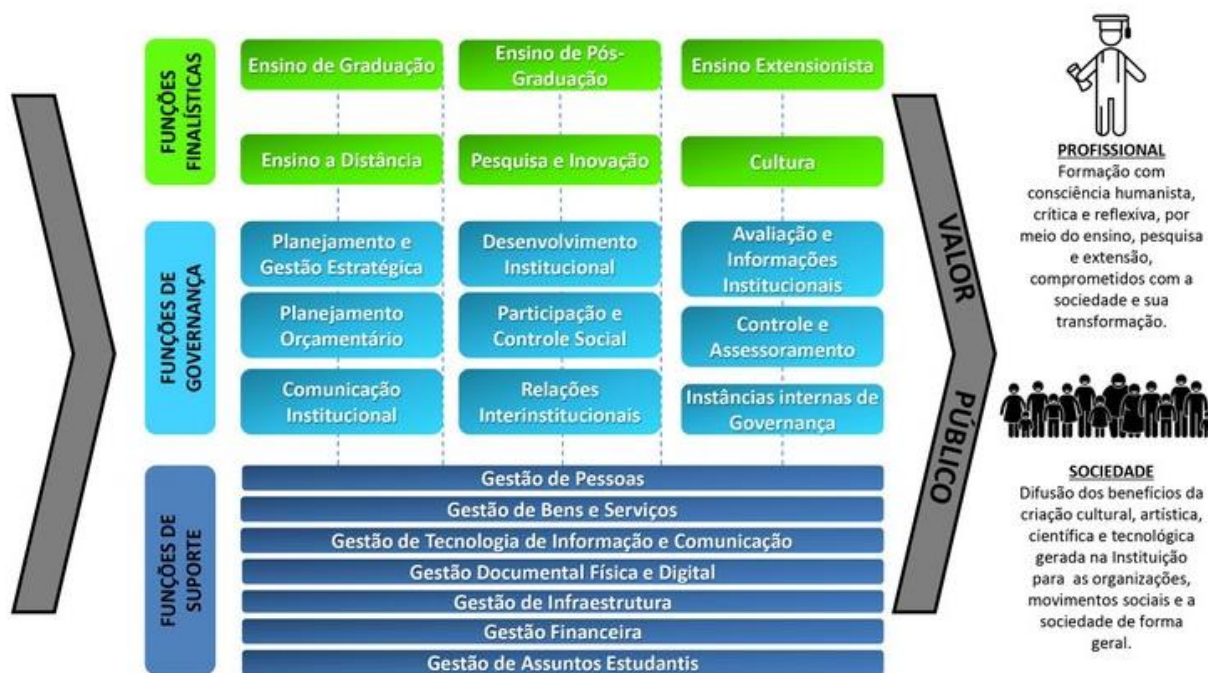 FUNÇÕES
FINALÍSTICAS
Ensino de Graduação
Ensino de Pós-
Graduação
Ensino Extensionista
Ensino a Distância
Pesquisa e Inovação
Cultura
FUNÇÕES DE
GOVERNANÇA
Planejamento e
Gestão Estratégica
Desenvolvimento
Institucional
Avaliação e
Informações
Institucionais
Planejamento
Orçamentário
Participação e
Controle Social
Controle e
Assessoramento
Comunicação
Institucional
Relações
Interinstitucionais
Instâncias internas de
Governança
FUNÇÕES DE
SUPORTE
Gestão de Pessoas
Gestão de Bens e Serviços
Gestão de Tecnologia de Informação e Comunicação
Gestão Documental Física e Digital
Gestão de Infraestrutura
Gestão Financeira
Gestão de Assuntos Estudantis
VALOR
PÚBLICO
PROFISSIONAL
Formação com
consciência humanista,
crítica e reflexiva, por
meio do ensino, pesquisa
e extensão,
comprometidos com a
sociedade e sua
transformação.
SOCIEDADE
Difusão dos benefícios da
criação cultural, artística,
científica e tecnológica
gerada na Instituição
para as organizações,
movimentos sociais e a
sociedade de forma
geral.